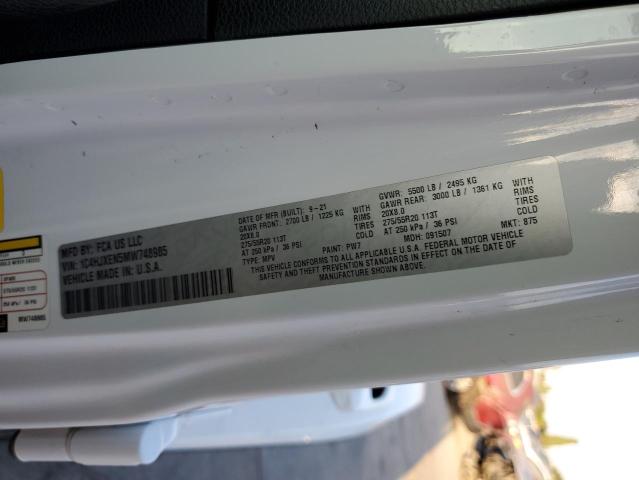 MFD BY: FCA US LLC
VIN: 1C4HJXEN5MW748985
VEHICLE MADE IN: U.S.A.
DATE OF MFR (BUILT): 9-21
GAWR FRONT: 2700 LB / 1225 KG WITH
20X8.0 RIMS
275/55R20 113T TIRES
AT 250 kPa / 36 PSI COLD
TYPE: MPV PAINT: PW7
GVWR: 5500 LB / 2495 KG
GAWR REAR: 3000 LB / 1361 KG WITH
20X8.0 RIMS
275/55R20 113T TIRES
AT 250 kPa / 36 PSI COLD
MDH: 091507 MKT: 875
THIS VEHICLE CONFORMS TO ALL APPLICABLE U.S.A. FEDERAL MOTOR VEHICLE
SAFETY AND THEFT PREVENTION STANDARDS IN EFFECT ON THE DATE OF MANUFACTURE.
MW748985